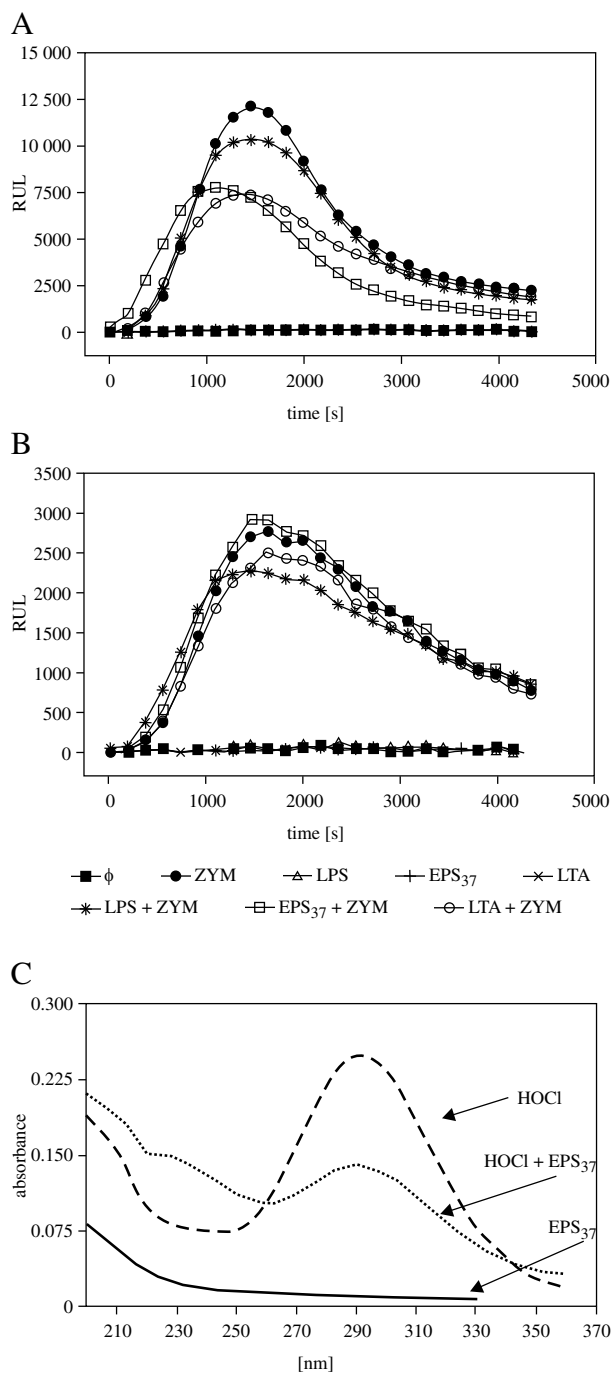 A
15 000
12 500
10 000
7500
5000
2500
0
RUL
0 1000 2000 3000 4000 5000
time [s]
B
3500
3000
2500
2000
1500
1000
500
0
RUL
0 1000 2000 3000 4000 5000
time [s]
ϕ ZYM LPS EPS37 LTA
LPS + ZYM EPS37 + ZYM LTA + ZYM
C
0.300
0.225
0.150
0.075
0
absorbance
HOCl
HOCl + EPS37
EPS37
210 230 250 270 290 310 330 350 370
[nm]